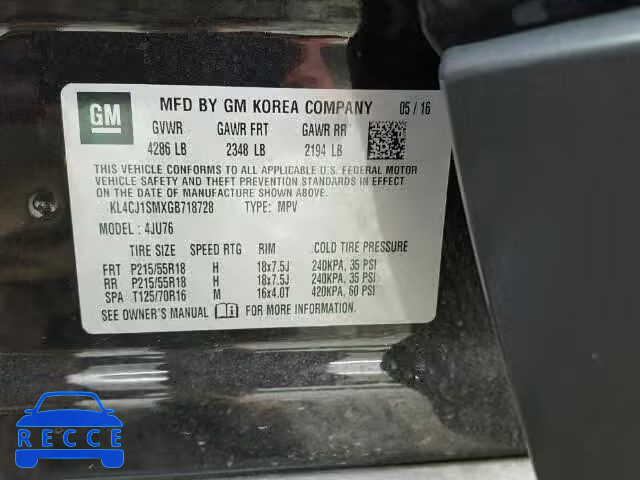 GM MFD BY GM KOREA COMPANY 05 / 16
GVWR GAWR FRT GAWR RR
4286 LB 2348 LB 2194 LB
THIS VEHICLE CONFORMS TO ALL APPLICABLE U.S. FEDERAL MOTOR
VEHICLE SAFETY AND THEFT PREVENTION STANDARDS IN EFFECT ON
THE DATE OF MANUFACTURE SHOWN ABOVE.
KL4CJ1SMXGB718728 TYPE: MPV
MODEL: 4JU76
TIRE SIZE SPEED RTG RIM COLD TIRE PRESSURE
FRT P215/55R18 H 18x7.5J 240KPA, 35 PSI
RR P215/55R18 H 18x7.5J 240KPA, 35 PSI
SPA T125/70R16 M 16x4.0T 420KPA, 60 PSI
SEE OWNER'S MANUAL FOR MORE INFORMATION.
RECCE